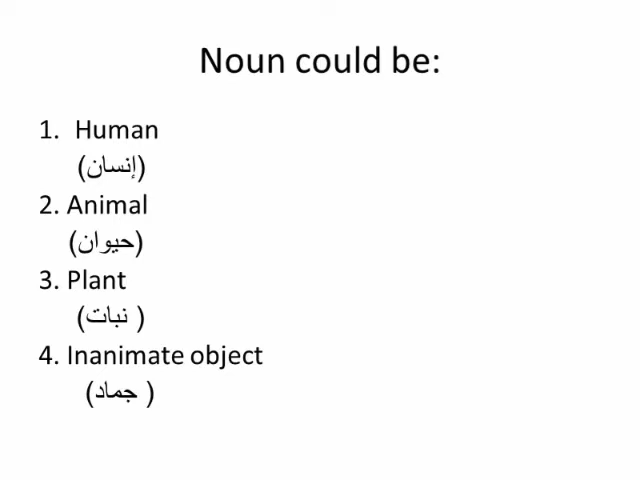 Noun could be:
1. Human
(إنسان)
2. Animal
(حيوان)
3. Plant
( نبات)
4. Inanimate object
( جماد)